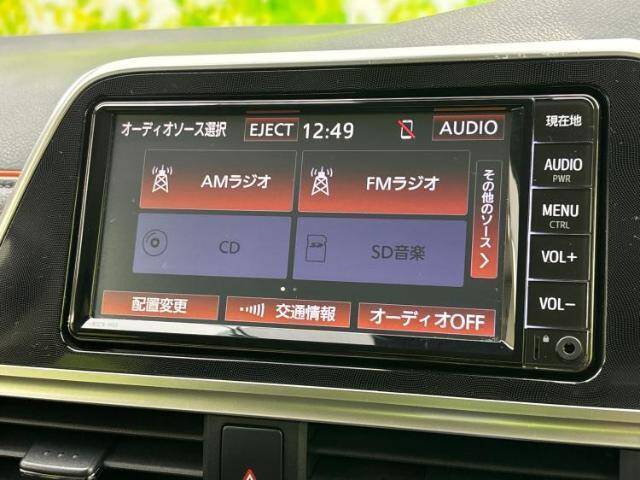 オーディオソース選択 EJECT 12:49 AUDIO
AMラジオ FMラジオ
CD SD音楽
その他のソース
配置変更 交通情報 オーディオOFF
現在地
AUDIO
PWR
MENU
CTRL
VOL+
VOL−